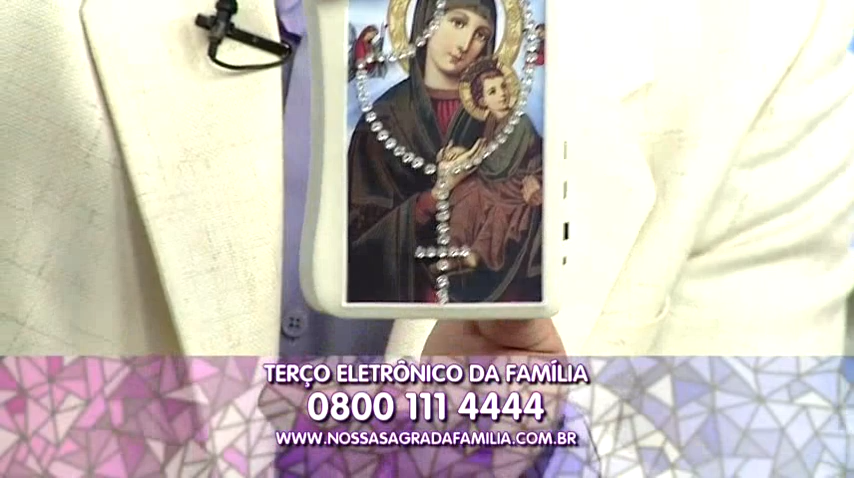 TERÇO ELETRÔNICO DA FAMÍLIA
0800 111 4444
WWW.NOSSASAGRADAFAMILIA.COM.BR